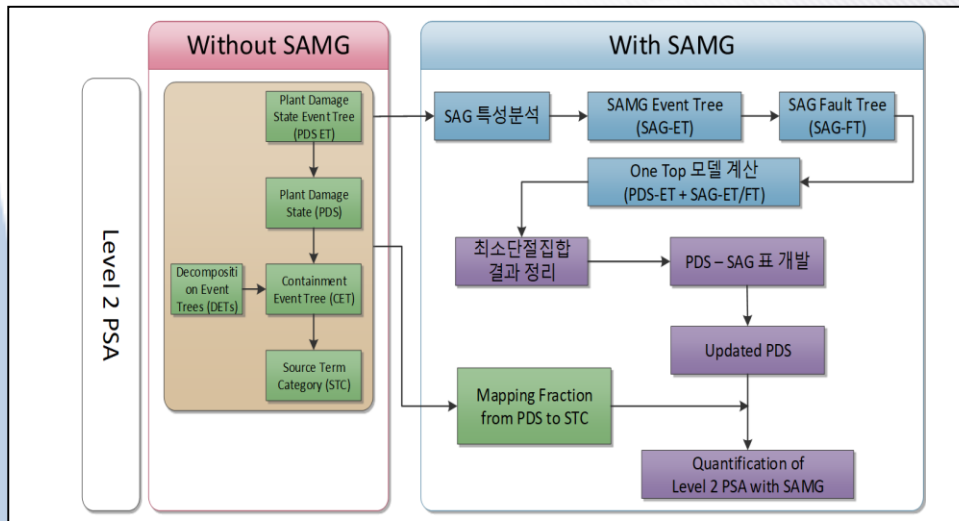 Without SAMG
With SAMG
Level 2 PSA
Plant Damage
State Event Tree
(PDS ET)
Plant Damage
State (PDS)
Decompositi
on Event
Trees (DETs)
Containment
Event Tree (CET)
Source Term
Category (STC)
SAG 특성분석
SAMG Event Tree
(SAG-ET)
SAG Fault Tree
(SAG-FT)
One Top 모델 계산
(PDS-ET + SAG-ET/FT)
최소단절집합
결과 정리
PDS – SAG 표 개발
Updated PDS
Mapping Fraction
from PDS to STC
Quantification of
Level 2 PSA with SAMG